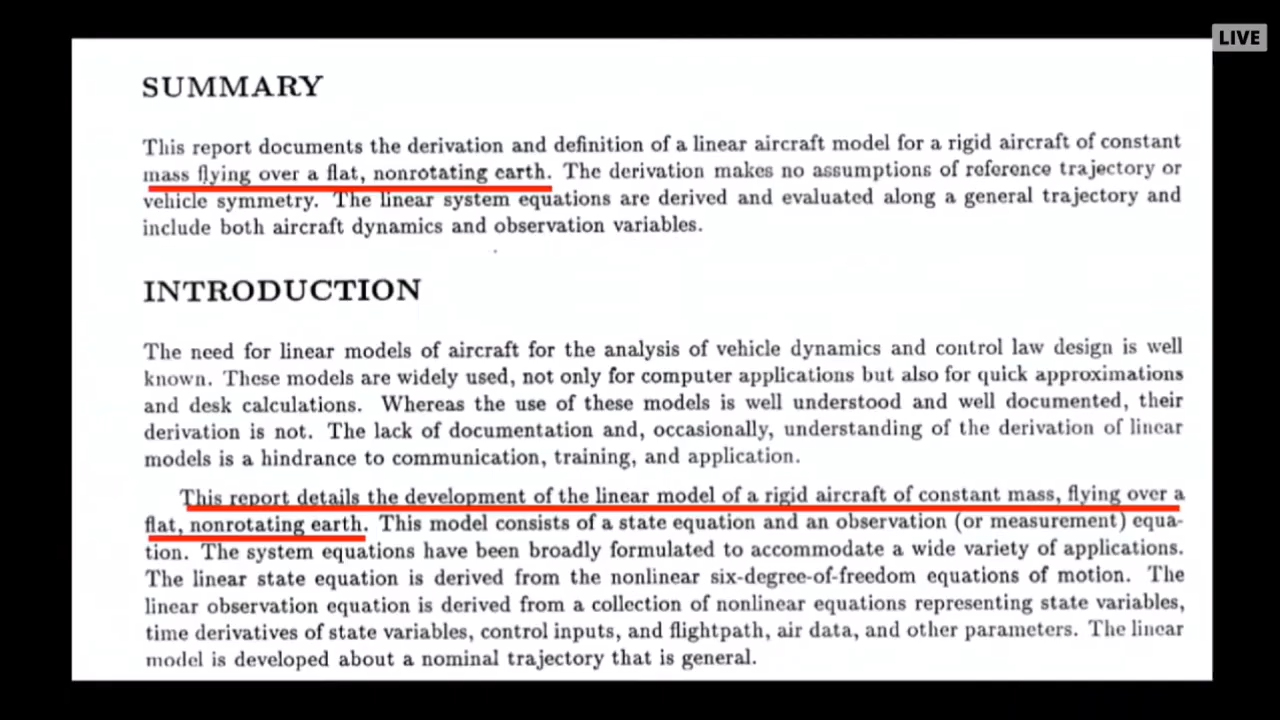 LIVE
SUMMARY
This report documents the derivation and definition of a linear aircraft model for a rigid aircraft of constant
mass flying over a flat, nonrotating earth. The derivation makes no assumptions of reference trajectory or
vehicle symmetry. The linear system equations are derived and evaluated along a general trajectory and
include both aircraft dynamics and observation variables.
INTRODUCTION
The need for linear models of aircraft for the analysis of vehicle dynamics and control law design is well
known. These models are widely used, not only for computer applications but also for quick approximations
and desk calculations. Whereas the use of these models is well understood and well documented, their
derivation is not. The lack of documentation and, occasionally, understanding of the derivation of linear
models is a hindrance to communication, training, and application.
This report details the development of the linear model of a rigid aircraft of constant mass, flying over a
flat, nonrotating earth. This model consists of a state equation and an observation (or measurement) equa-
tion. The system equations have been broadly formulated to accommodate a wide variety of applications.
The linear state equation is derived from the nonlinear six-degree-of-freedom equations of motion. The
linear observation equation is derived from a collection of nonlinear equations representing state variables,
time derivatives of state variables, control inputs, and flightpath, air data, and other parameters. The linear
model is developed about a nominal trajectory that is general.